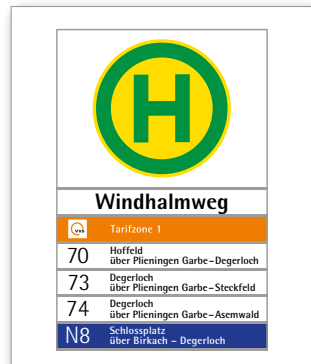 H
Windhalmweg
VVS Tarifzone 1
70 Hoffeld
über Plieningen Garbe–Degerloch
73 Degerloch
über Plieningen Garbe–Steckfeld
74 Degerloch
über Plieningen Garbe–Asemwald
N8 Schlossplatz
über Birkach – Degerloch